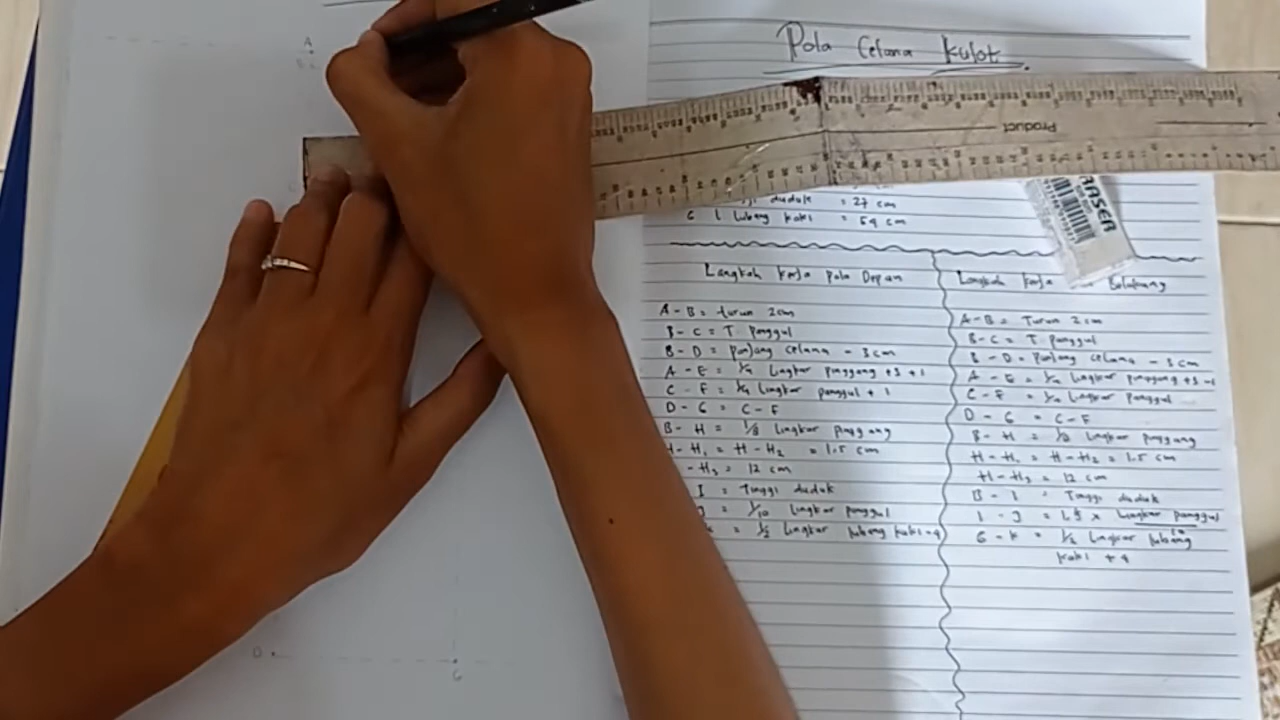 Pola Celana Kulot
Product
RASER
duduk = 27 cm
6 l lubang kaki = 54 cm
Langkah kerja Pola Depan
A - B = turun 2cm
B - C = T panggul
B - D = panjang celana - 3 cm
A - E = 1/4 Lingkar pinggang + 3 + 1
C - F = 1/4 Lingkar panggul + 1
D - G = C - F
B - H = 1/8 Lingkar pinggang
H - H1 = H - H2 = 1.5 cm
- H3 = 12 cm
I = Tinggi duduk
J = 1/10 Lingkar panggul
= 1/2 Lingkar lubang kaki - 4
Langkah kerja Belakang
A - B = Turun 2 cm
B - C = T panggul
B - D = panjang celana - 3 cm
A - E = 1/4 Lingkar pinggang + 3 - 1
C - F = 1/4 Lingkar panggul
D - G = C - F
B - H = 1/8 Lingkar pinggang
H - H1 = H - H2 = 1.5 cm
H - H3 = 12 cm
B - I = Tinggi duduk
I - J = 1,5 x Lingkar panggul
10
G - K = 1/2 Lingkar lubang
kaki + 4
A
D
G